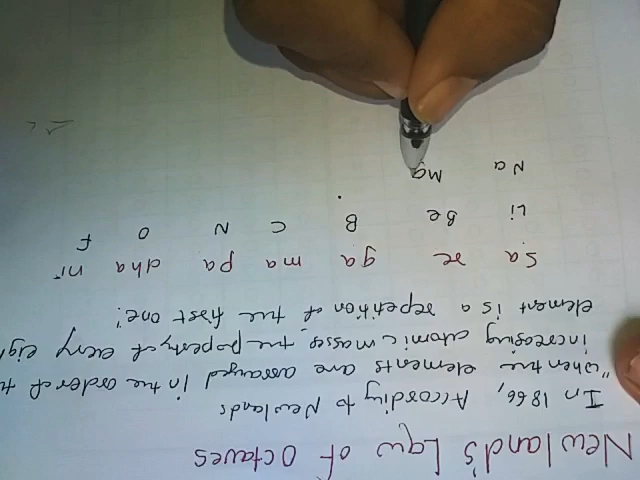 Newland's Law of Octaves
In 1866, According to Newlands
"when the elements are arranged in the order of
increasing atomic masses, the poperty of every
element is a repetition of the first one".
sa re ga ma pa dha ni
Li Be B C N O F
Na Mg